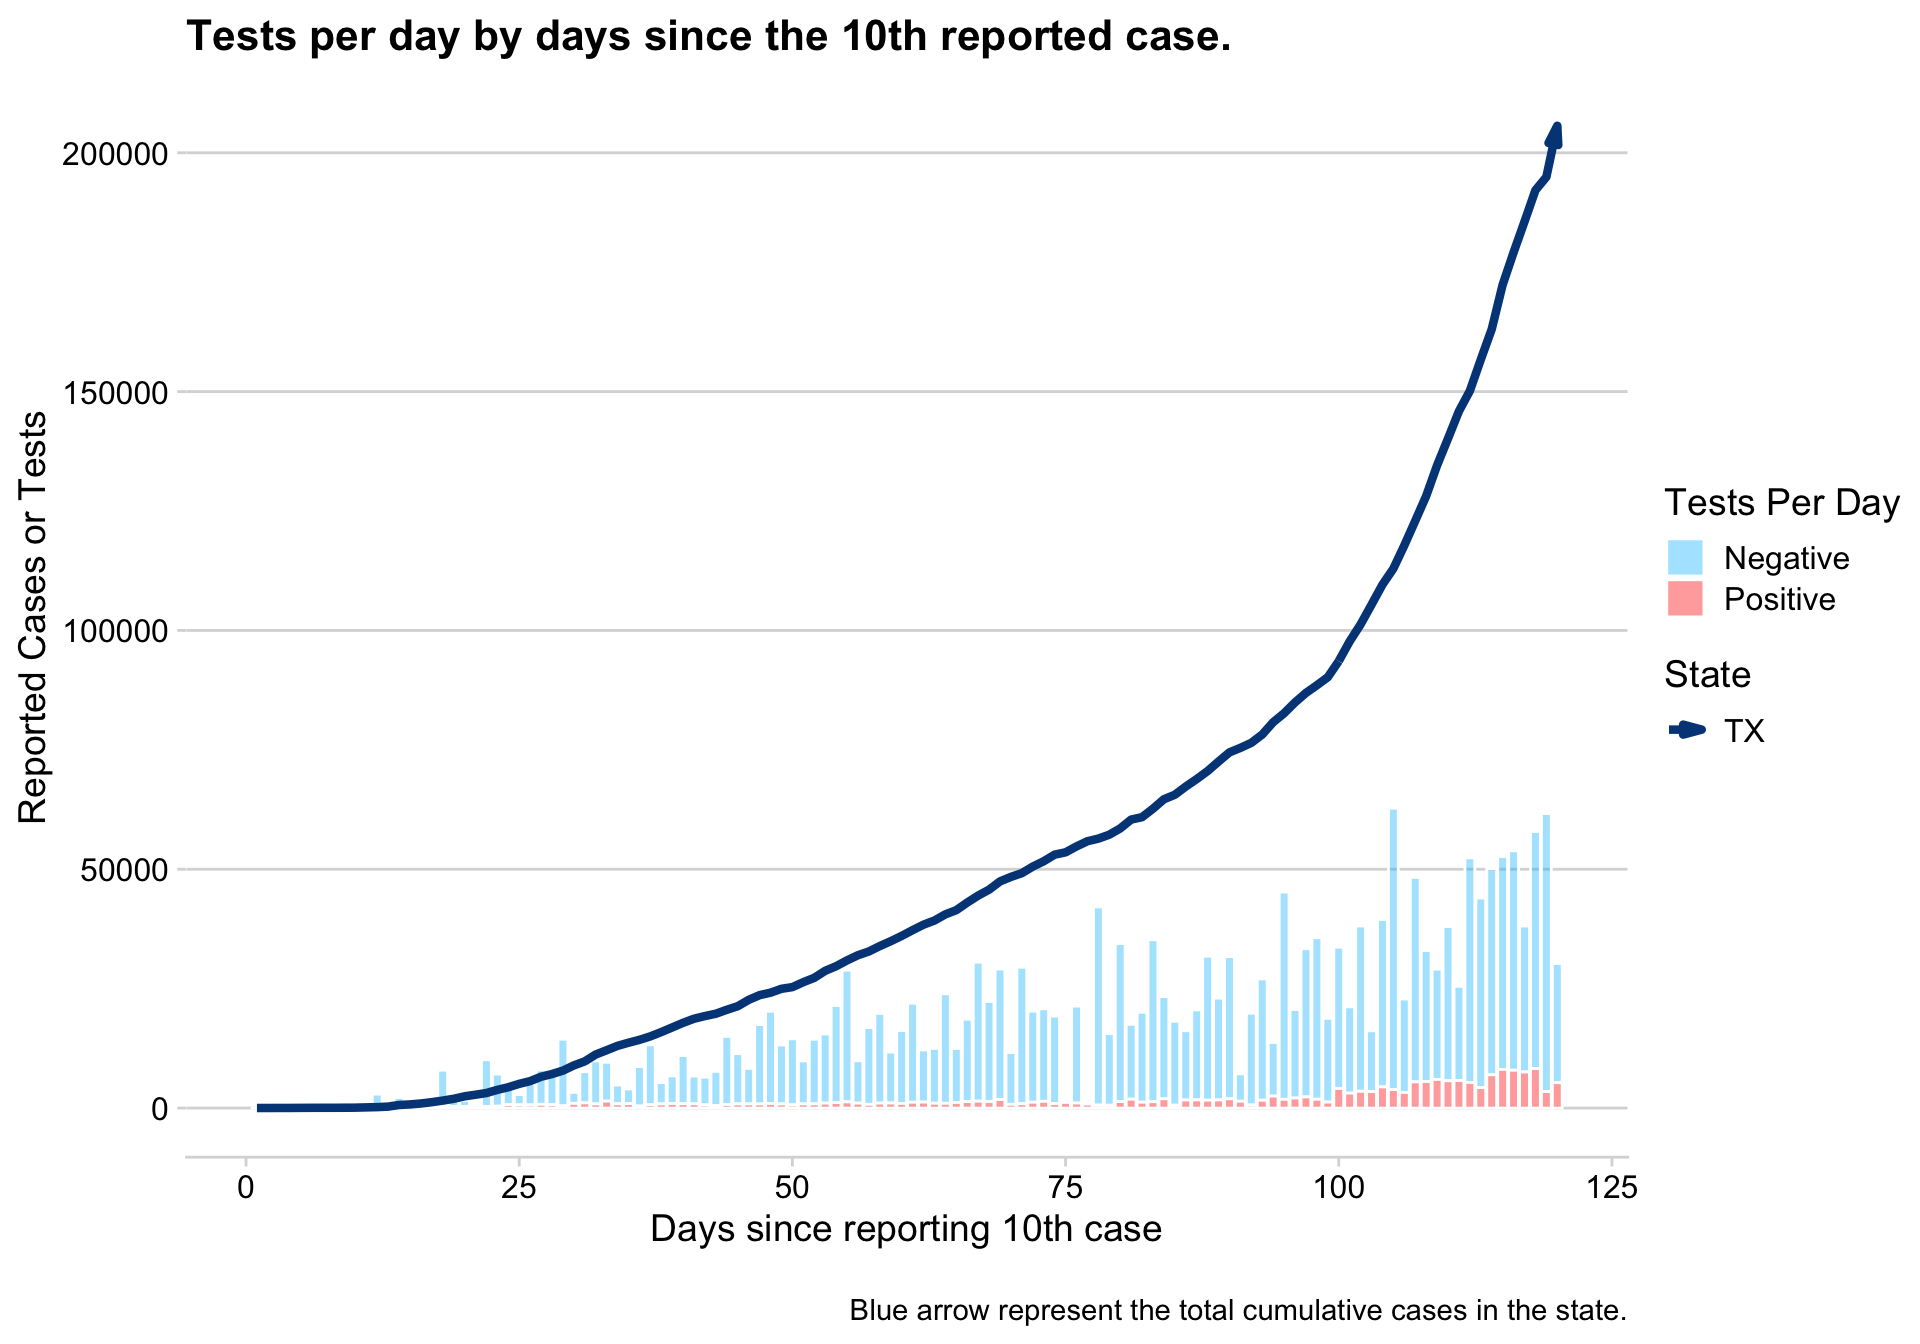 Tests per day by days since the 10th reported case.
200000
150000
100000
50000
0
Reported Cases or Tests
0 25 50 75 100 125
Days since reporting 10th case
Tests Per Day
Negative
Positive
State
TX
Blue arrow represent the total cumulative cases in the state.